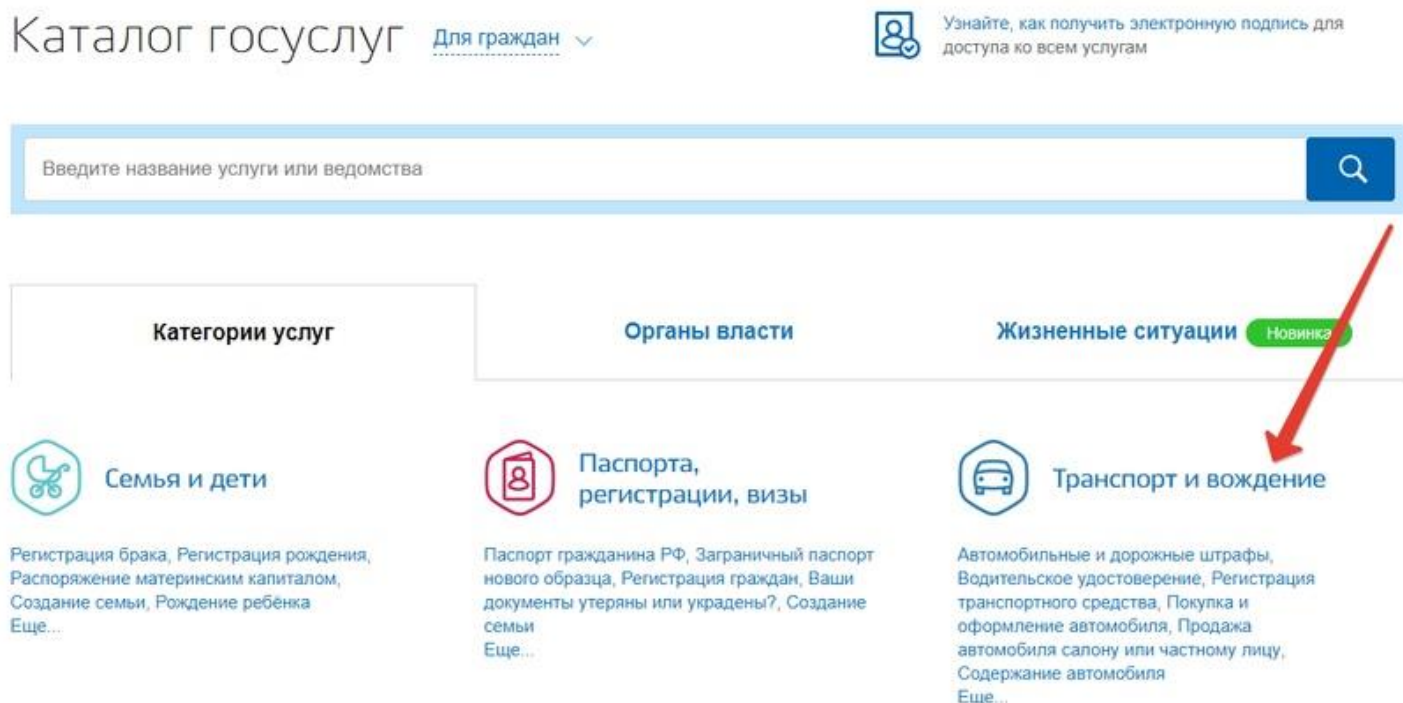 Каталог госуслуг Для граждан
Узнайте, как получить электронную подпись для
доступа ко всем услугам
Введите название услуги или ведомства
Категории услуг
Органы власти
Жизненные ситуации Новинка
Семья и дети
Регистрация брака, Регистрация рождения,
Распоряжение материнским капиталом,
Создание семьи, Рождение ребёнка
Еще...
Паспорта,
регистрации, визы
Паспорт гражданина РФ, Заграничный паспорт
нового образца, Регистрация граждан, Ваши
документы утеряны или украдены?, Создание
семьи
Еще...
Транспорт и вождение
Автомобильные и дорожные штрафы,
Водительское удостоверение, Регистрация
транспортного средства, Покупка и
оформление автомобиля, Продажа
автомобиля салону или частному лицу,
Содержание автомобиля
Еще...